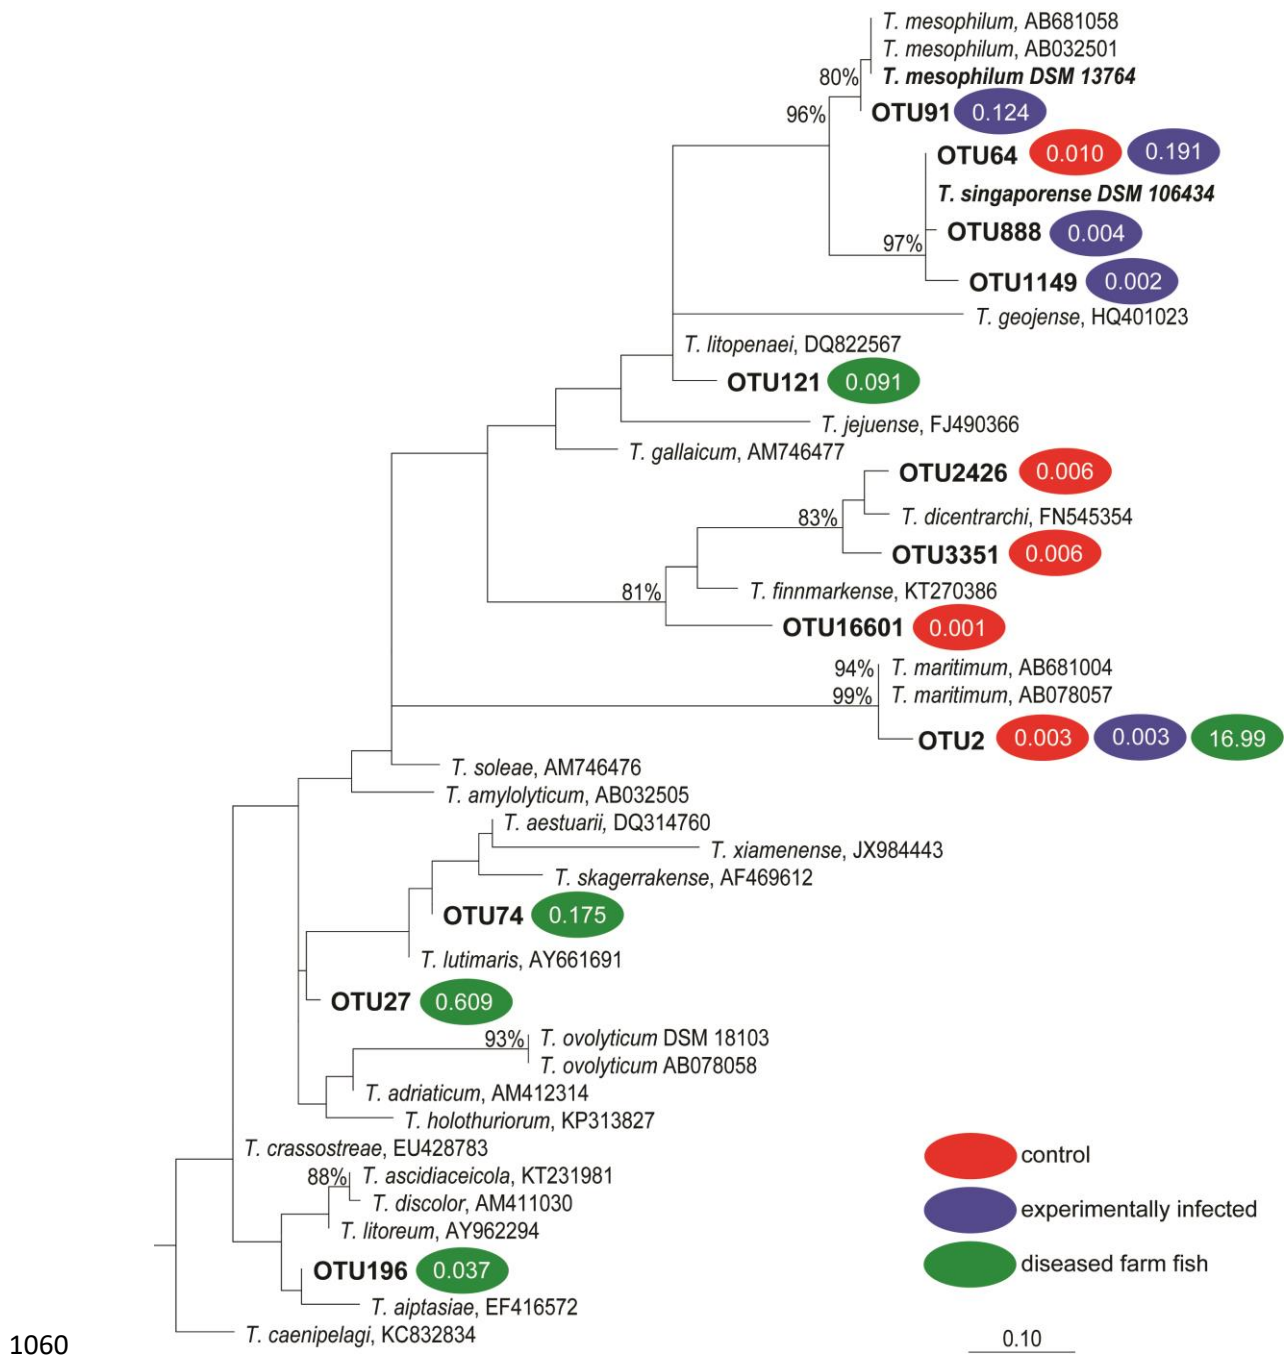 T. mesophilum, AB681058
T. mesophilum, AB032501
80% T. mesophilum DSM 13764
96% OTU91 0.124
OTU64 0.010 0.191
T. singaporense DSM 106434
97% OTU888 0.004
OTU1149 0.002
T. geojense, HQ401023
T. litopenaei, DQ822567
OTU121 0.091
T. jejuense, FJ490366
T. gallaicum, AM746477
OTU2426 0.006
83% T. dicentrarchi, FN545354
OTU3351 0.006
81% T. finnmarkense, KT270386
OTU16601 0.001
94% T. maritimum, AB681004
99% T. maritimum, AB078057
OTU2 0.003 0.003 16.99
T. soleae, AM746476
T. amylolyticum, AB032505
T. aestuarii, DQ314760
T. xiamenense, JX984443
T. skagerrakense, AF469612
OTU74 0.175
T. lutimaris, AY661691
OTU27 0.609
93% T. ovolyticum DSM 18103
T. ovolyticum AB078058
T. adriaticum, AM412314
T. holothuriorum, KP313827
T. crassostreae, EU428783
88% T. ascidiaceicola, KT231981
T. discolor, AM411030
T. litoreum, AY962294
OTU196 0.037
T. aiptasiae, EF416572
T. caenipelagi, KC832834
control
experimentally infected
diseased farm fish
0.10
1060